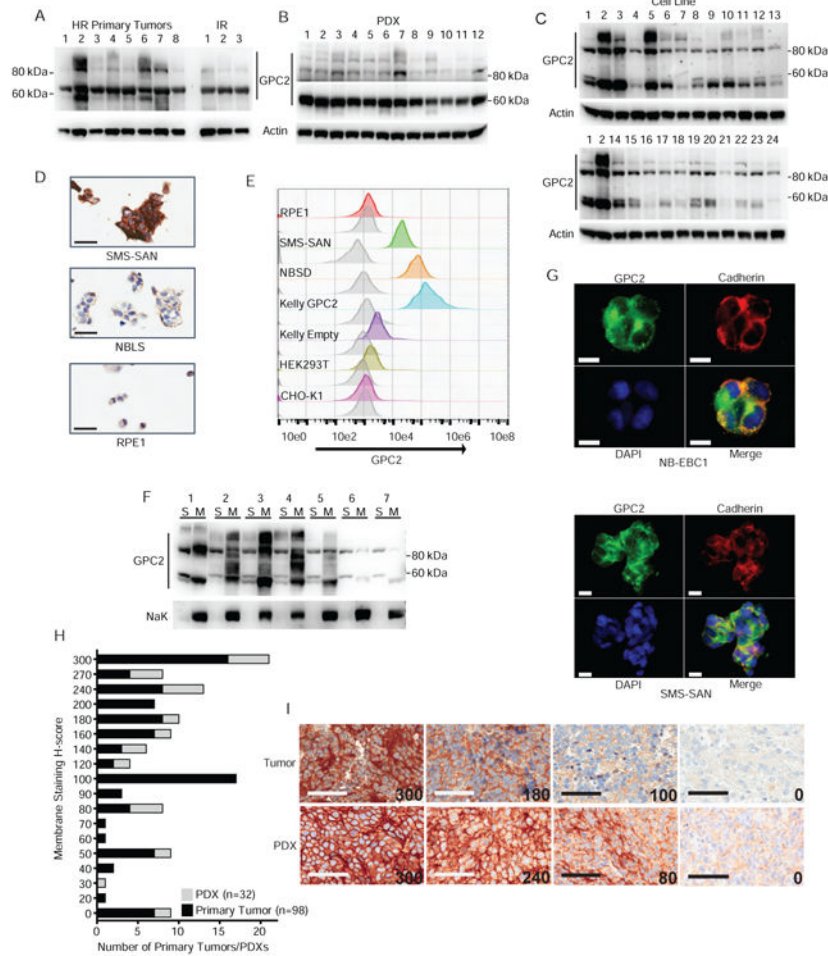 A
HR Primary Tumors IR
1 2 3 4 5 6 7 8 1 2 3
80 kDa
60 kDa
GPC2
Actin
B
PDX
1 2 3 4 5 6 7 8 9 10 11 12
80 kDa
60 kDa
C
Cell Line
1 2 3 4 5 6 7 8 9 10 11 12 13
GPC2
80 kDa
60 kDa
Actin
1 2 14 15 16 17 18 19 20 21 22 23 24
GPC2
80 kDa
60 kDa
Actin
D
SMS-SAN
NBLS
RPE1
E
RPE1
SMS-SAN
NBSD
Kelly GPC2
Kelly Empty
HEK293T
CHO-K1
10e0 10e2 10e4 10e6 10e8
GPC2
F
1 2 3 4 5 6 7
S M S M S M S M S M S M S M
GPC2
80 kDa
60 kDa
NaK
G
GPC2 Cadherin
DAPI Merge
NB-EBC1
GPC2 Cadherin
DAPI Merge
SMS-SAN
H
Membrane Staining H-score
300
270
240
200
180
160
140
120
100
90
80
70
60
50
40
30
20
0
PDX (n=32)
Primary Tumor (n=98)
0 5 10 15 20
Number of Primary Tumors/PDXs
I
Tumor
300 180 100 0
PDX
300 240 80 0